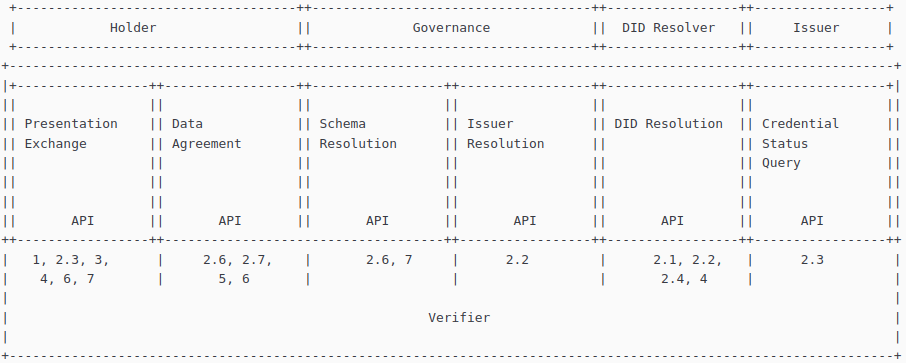 Holder Governance DID Resolver Issuer
Presentation Data Schema Issuer DID Resolution Credential
Exchange Agreement Resolution Resolution Status
Query
API API API API API API
1, 2.3, 3, 2.6, 2.7, 2.6, 7 2.2 2.1, 2.2, 2.3
4, 6, 7 5, 6 2.4, 4
Verifier